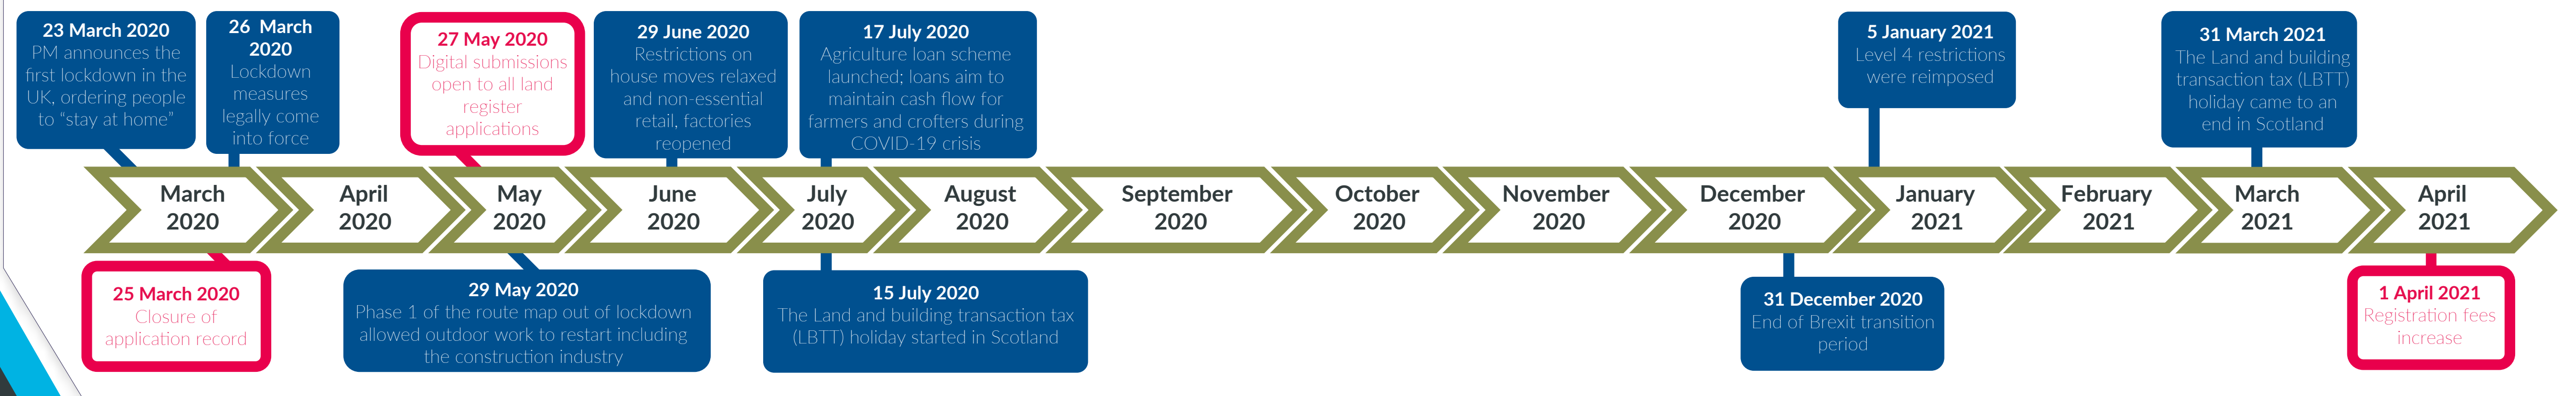 23 March 2020
PM announces the
first lockdown in the
UK, ordering people
to “stay at home”
26 March
2020
Lockdown
measures
legally come
into force
27 May 2020
Digital submissions
open to all land
register
applications
29 June 2020
Restrictions on
house moves relaxed
and non-essential
retail, factories
reopened
17 July 2020
Agriculture loan scheme
launched; loans aim to
maintain cash flow for
farmers and crofters during
COVID-19 crisis
5 January 2021
Level 4 restrictions
were reimposed
31 March 2021
The Land and building
transaction tax (LBTT)
holiday came to an
end in Scotland
March
2020
April
2020
May
2020
June
2020
July
2020
August
2020
September
2020
October
2020
November
2020
December
2020
January
2021
February
2021
March
2021
April
2021
25 March 2020
Closure of
application record
29 May 2020
Phase 1 of the route map out of lockdown
allowed outdoor work to restart including
the construction industry
15 July 2020
The Land and building transaction tax
(LBTT) holiday started in Scotland
31 December 2020
End of Brexit transition
period
1 April 2021
Registration fees
increase